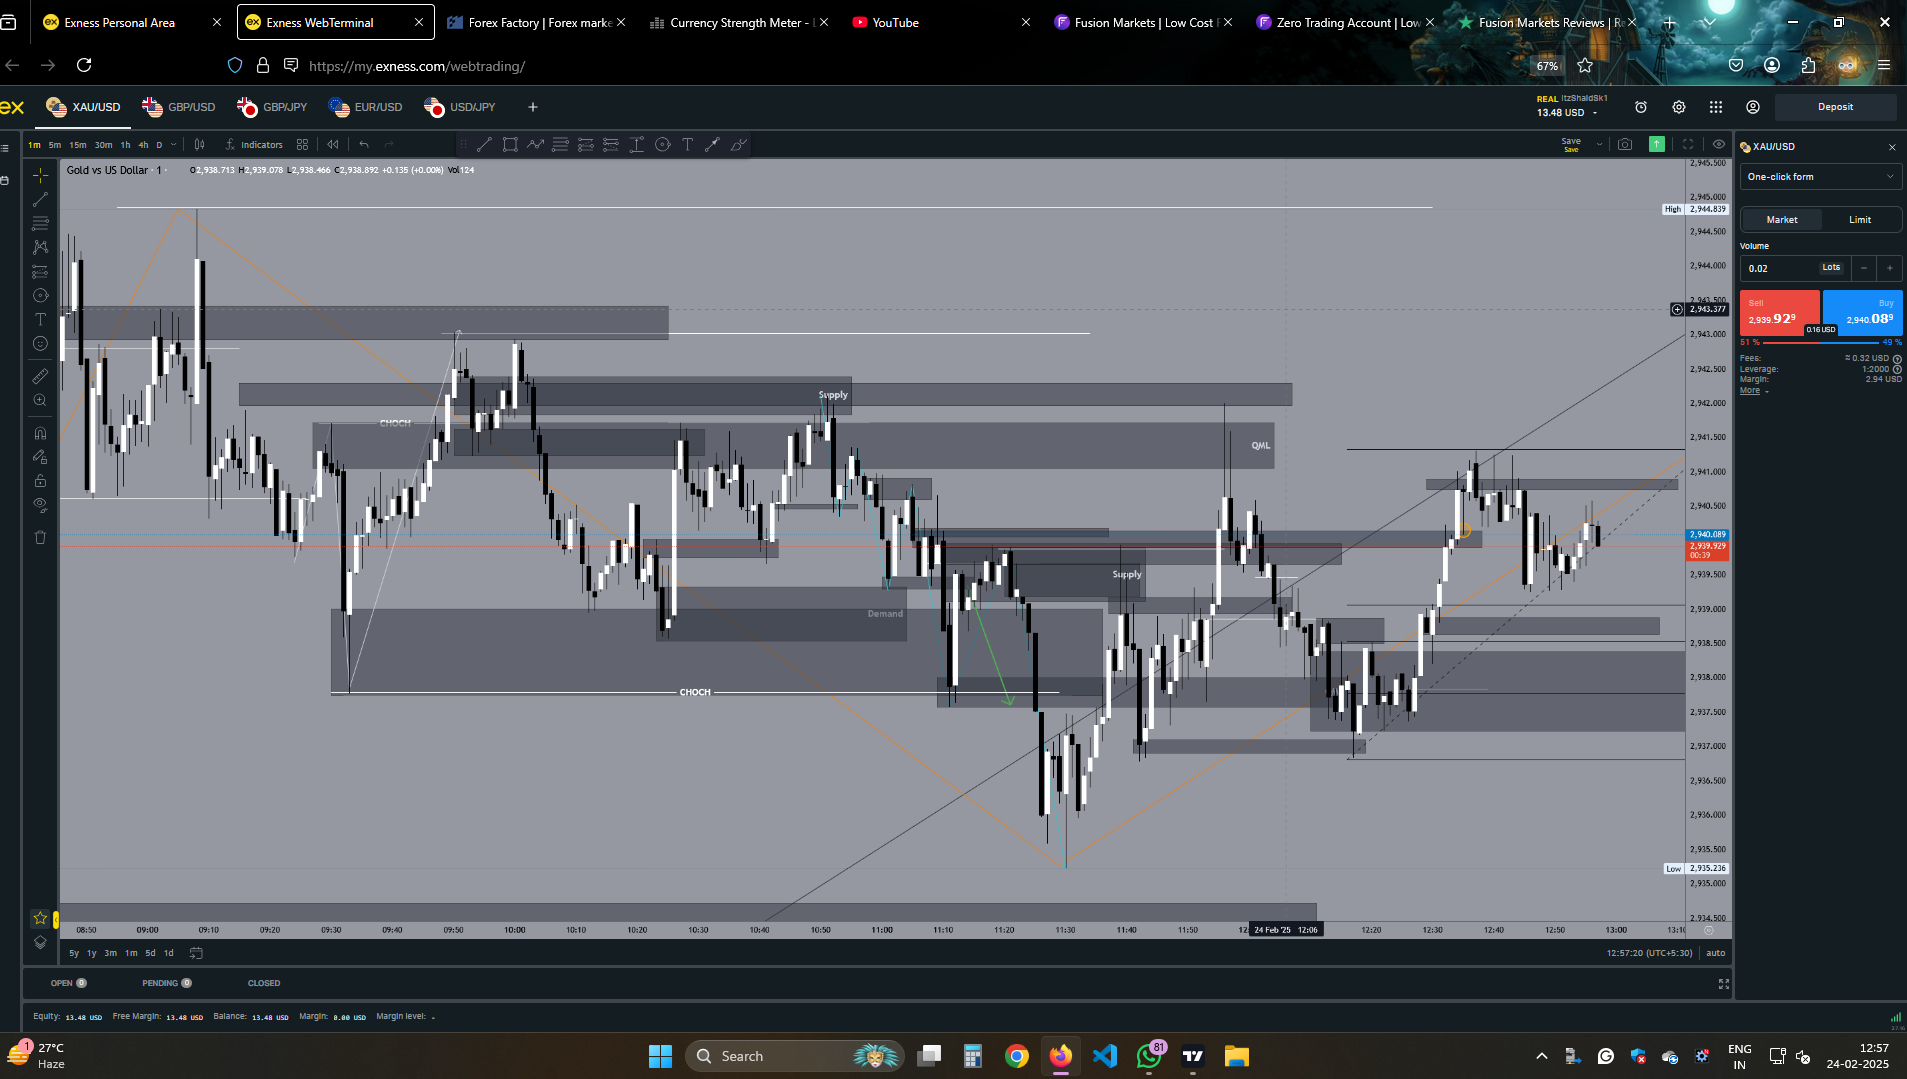 Exness Personal Area
Exness WebTerminal
Forex Factory | Forex marke
Currency Strength Meter - L
YouTube
Fusion Markets | Low Cost F
Zero Trading Account | Low
Fusion Markets Reviews | Re
https://my.exness.com/webtrading/
67%
ex
XAU/USD
GBP/USD
GBP/JPY
EUR/USD
USD/JPY
REAL ItzShaidSk1
13.48 USD
Deposit
1m 5m 15m 30m 1h 4h D
Indicators
Save
Save
XAU/USD
Gold vs US Dollar · 1 ·
O2,938.713 H2,939.078 L2,938.466 C2,938.892 +0.135 (+0.00%) Vol124
One-click form
Market
Limit
Volume
0.02
Lots
Sell
2,939.929
Buy
2,940.089
0.16 USD
51 %
49 %
Fees:
≈ 0.32 USD
Leverage:
1:2000
Margin:
2.94 USD
More
2,945.500
2,945.000
High 2,944.839
2,944.500
2,944.000
2,943.500
2,943.377
2,943.000
2,942.500
2,942.000
2,941.500
2,941.000
2,940.500
2,940.089
2,939.929
00:39
2,939.500
2,939.000
2,938.500
2,938.000
2,937.500
2,937.000
2,936.500
2,936.000
2,935.500
Low 2,935.236
2,935.000
2,934.500
Supply
CHOCH
QML
Supply
Demand
CHOCH
08:50 09:00 09:10 09:20 09:30 09:40 09:50 10:00 10:10 10:20 10:30 10:40 10:50 11:00 11:10 11:20 11:30 11:40 11:50 12: 24 Feb '25 12:06 12:20 12:30 12:40 12:50 13:00 13:10
5y 1y 3m 1m 5d 1d
12:57:20 (UTC+5:30)
auto
OPEN 0
PENDING 0
CLOSED
Equity: 13.48 USD Free Margin: 13.48 USD Balance: 13.48 USD Margin: 0.00 USD Margin level: -
1
27°C
Haze
Search
81
ENG
IN
12:57
24-02-2025